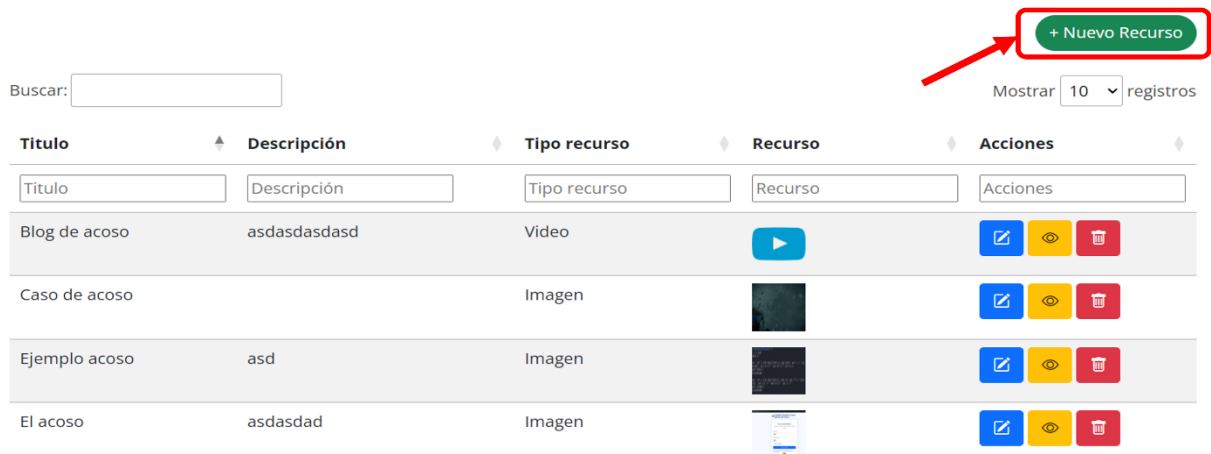 + Nuevo Recurso
Buscar: Mostrar 10 registros
Titulo Descripción Tipo recurso Recurso Acciones
Titulo Descripción Tipo recurso Recurso Acciones
Blog de acoso asdasdasdasd Video
Caso de acoso Imagen
Ejemplo acoso asd Imagen
El acoso asdasdad Imagen